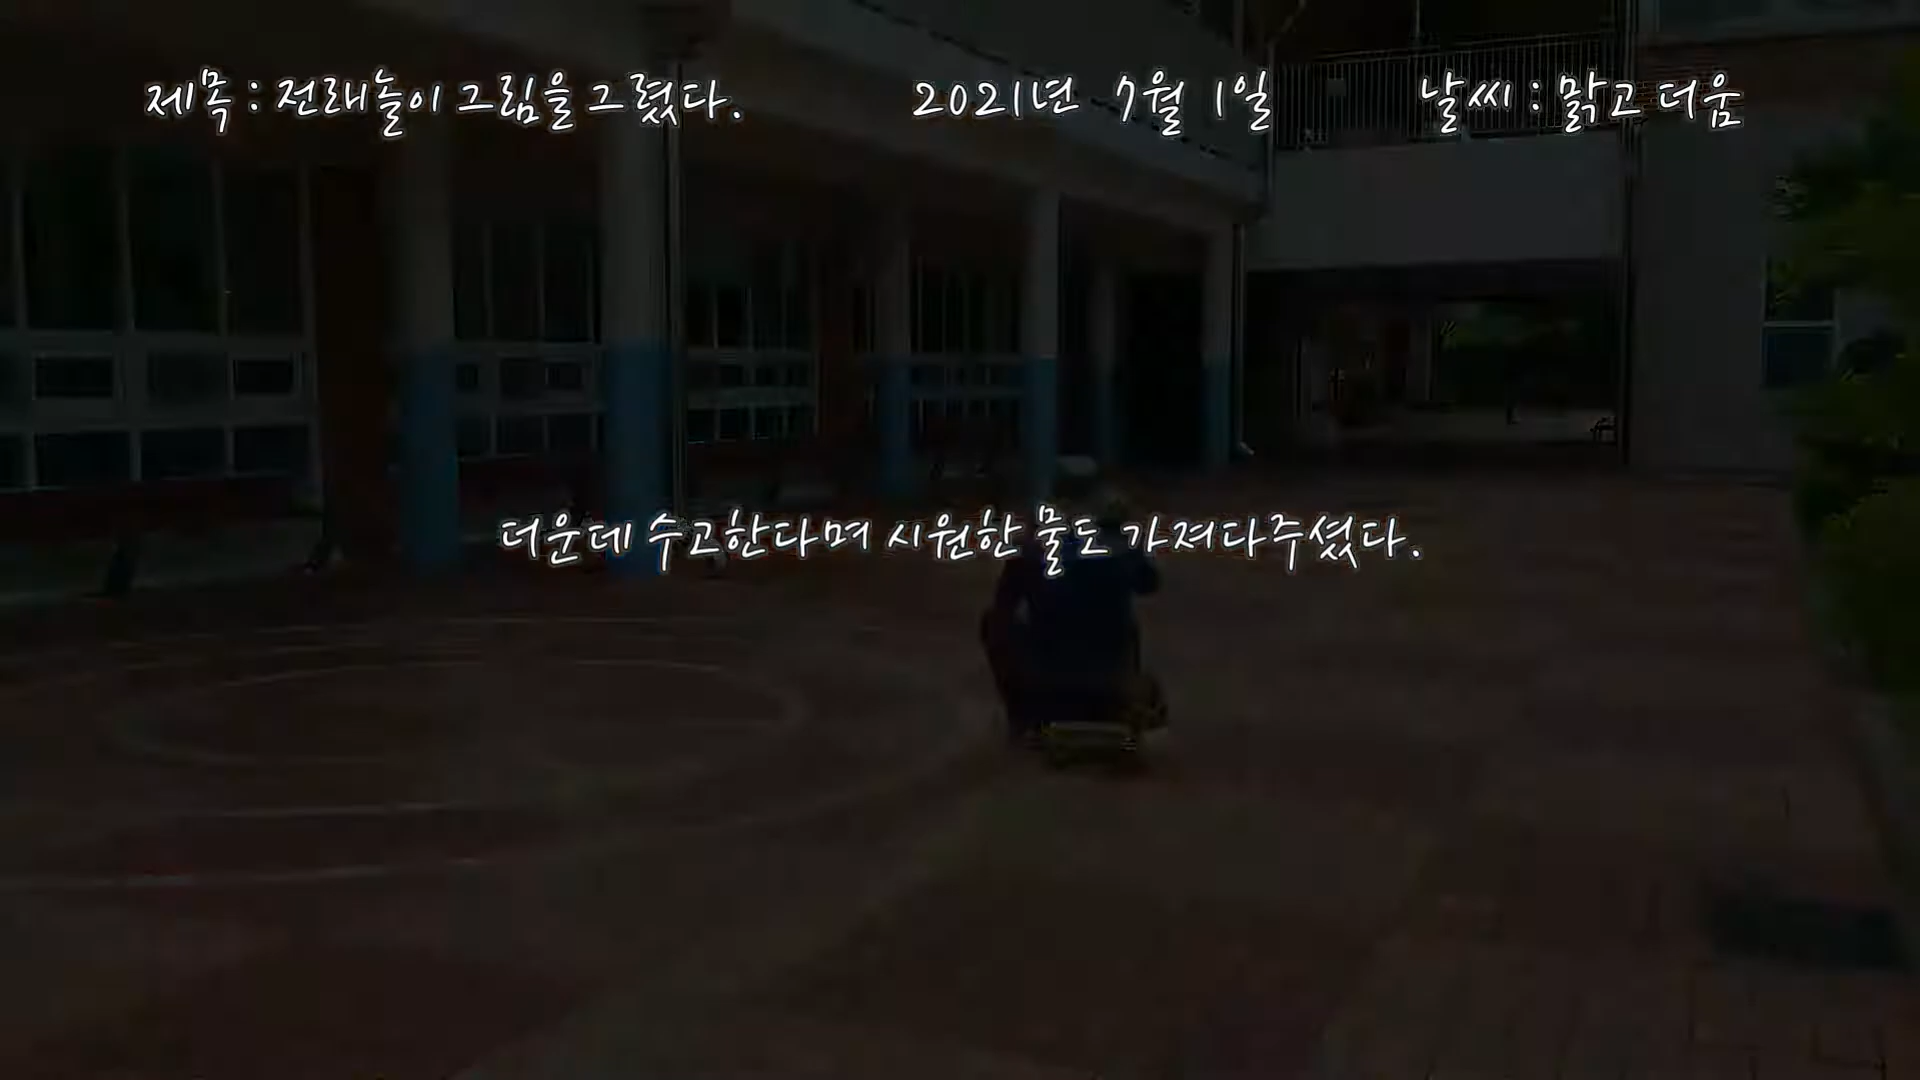 제목 : 전래놀이 그림을 그렸다. 2021년 7월 1일 날씨 : 맑고 더움
더운데 수고한다며 시원한 물도 가져다주셨다.